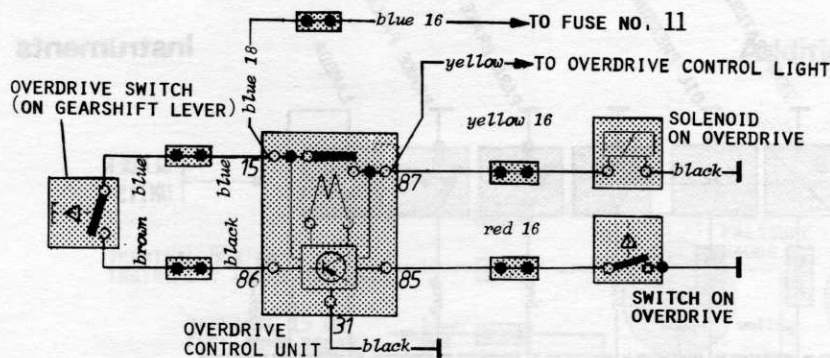 blue 16
TO FUSE NO. 11
blue 18
yellow
TO OVERDRIVE CONTROL LIGHT
OVERDRIVE SWITCH
(ON GEARSHIFT LEVER)
yellow 16
SOLENOID
ON OVERDRIVE
blue
blue
15
87
black
brown
black
red 16
86
85
31
SWITCH ON
OVERDRIVE
OVERDRIVE
CONTROL UNIT
black
Instruments